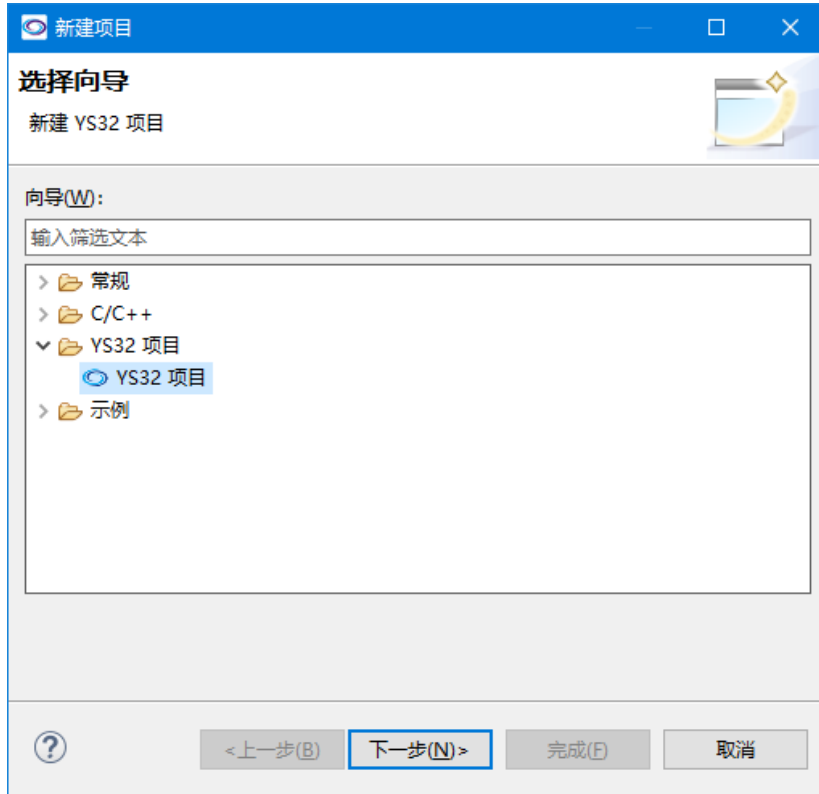 新建项目
选择向导
新建 YS32 项目
向导(W):
输入筛选文本
常规
C/C++
YS32 项目
YS32 项目
示例
<上一步(B)
下一步(N)>
完成(F)
取消